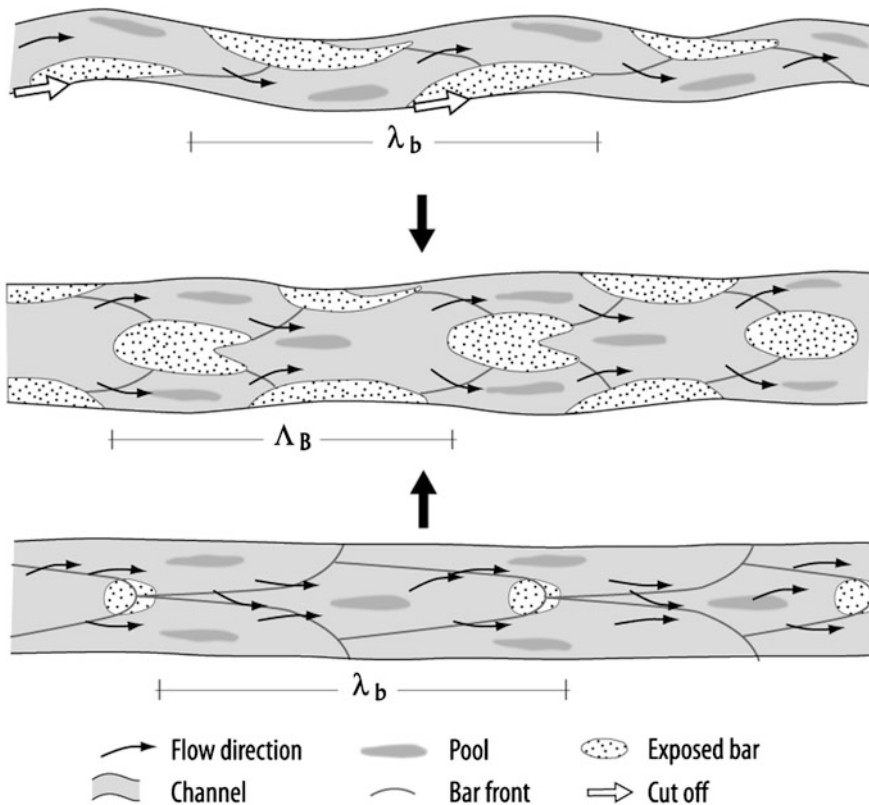 λb
ΛB
λb
Flow direction
Pool
Exposed bar
Channel
Bar front
Cut off